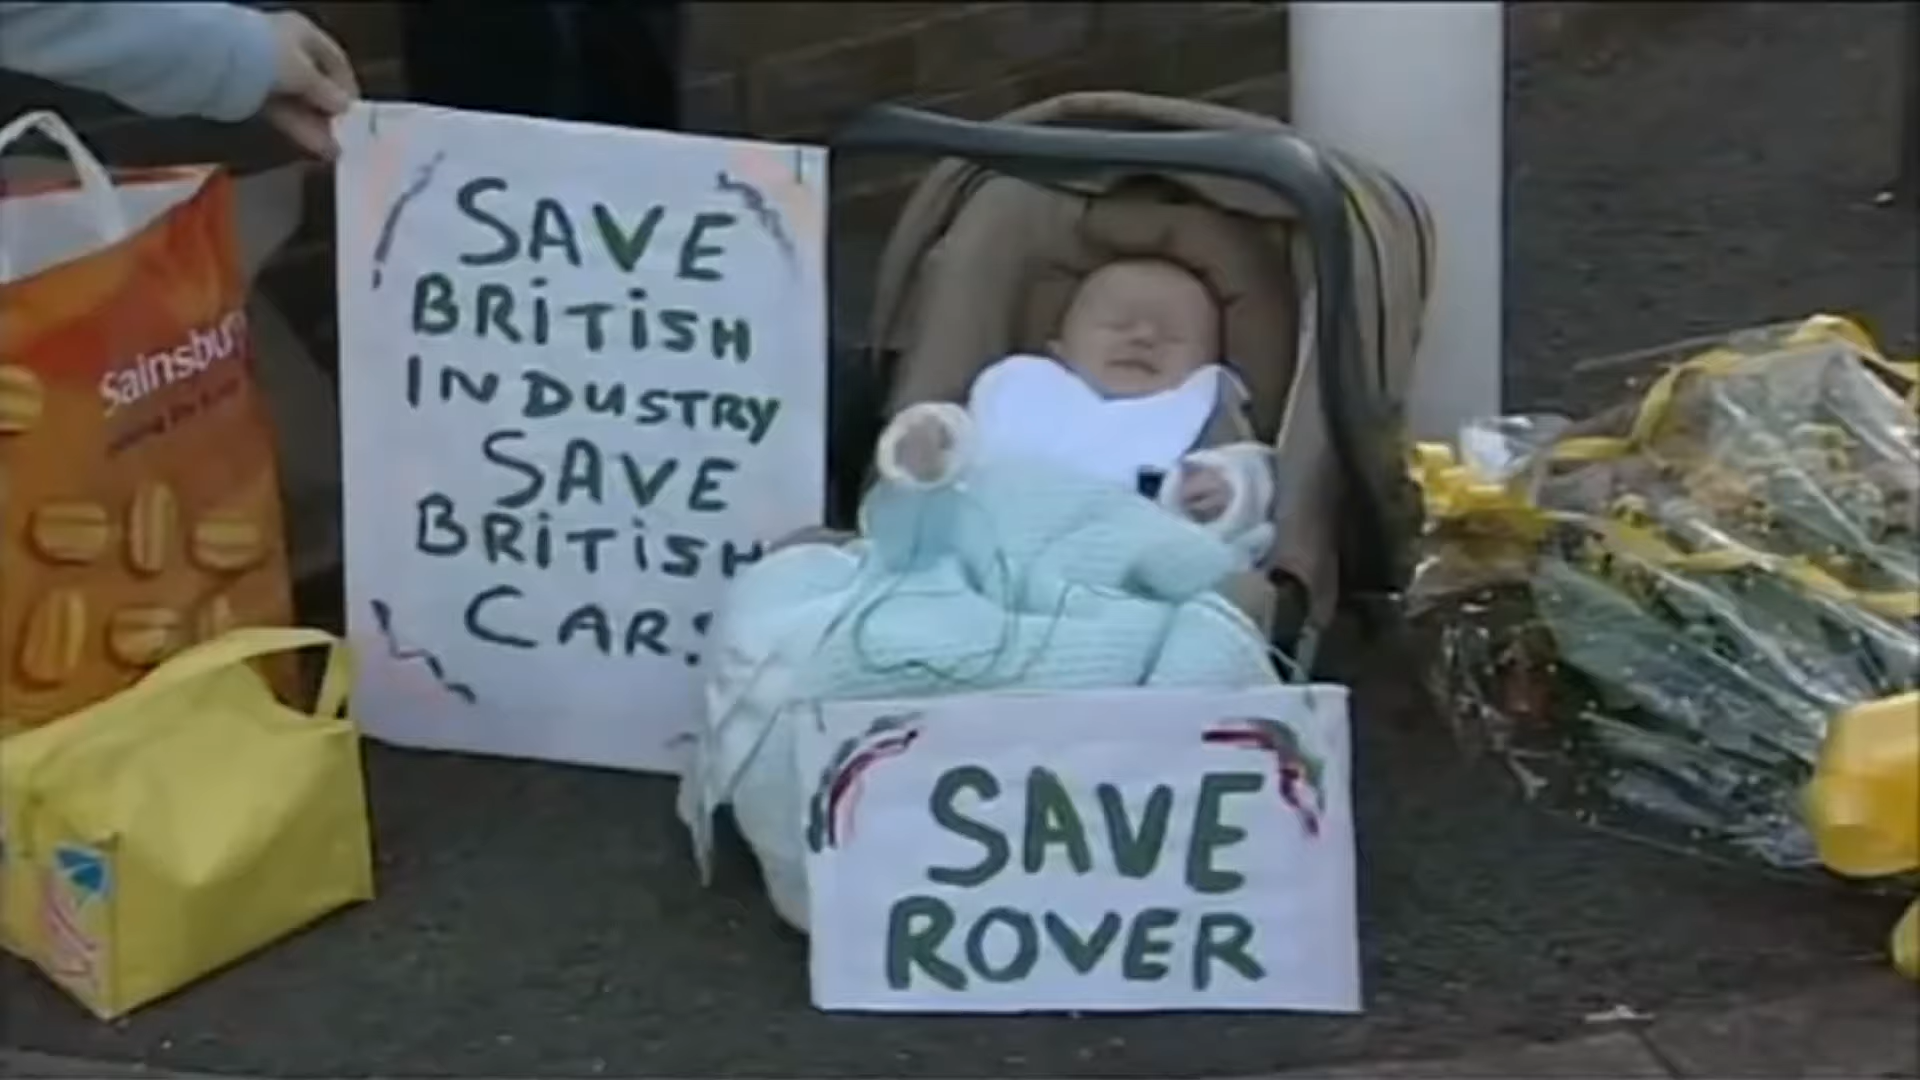 SAVE
BRITISH
INDUSTRY
SAVE
BRITISH
CARS
Sainsbury's
SAVE
ROVER